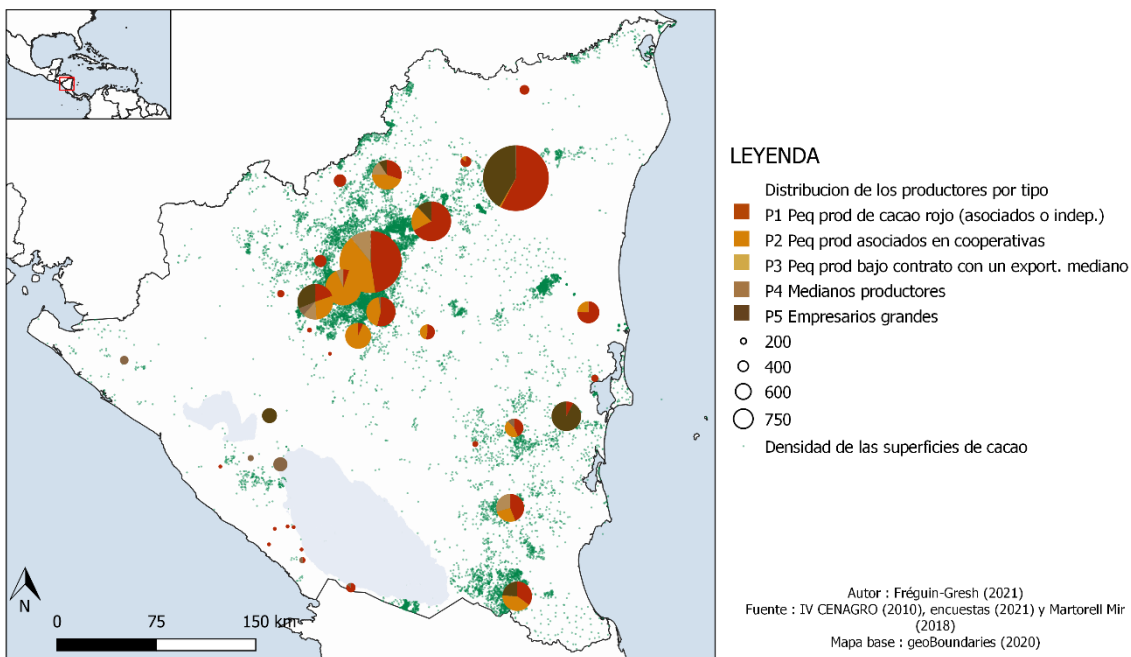 LEYENDA
Distribucion de los productores por tipo
P1 Peq prod de cacao rojo (asociados o indep.)
P2 Peq prod asociados en cooperativas
P3 Peq prod bajo contrato con un export. mediano
P4 Medianos productores
P5 Empresarios grandes
200
400
600
750
Densidad de las superficies de cacao
N
0 75 150 km
Autor : Fréguin-Gresh (2021)
Fuente : IV CENAGRO (2010), encuestas (2021) y Martorell Mir
(2018)
Mapa base : geoBoundaries (2020)